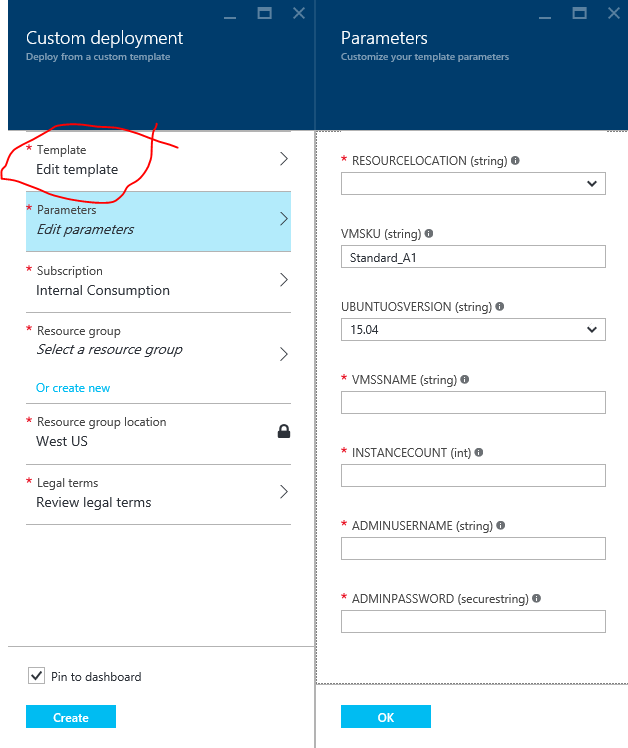 Custom deployment
Deploy from a custom template
* Template
Edit template
* Parameters
Edit parameters
* Subscription
Internal Consumption
* Resource group
Select a resource group
Or create new
* Resource group location
West US
* Legal terms
Review legal terms
Pin to dashboard
Create
Parameters
Customize your template parameters
* RESOURCELOCATION (string)
VMSKU (string)
Standard_A1
UBUNTUOSVERSION (string)
15.04
* VMSSNAME (string)
* INSTANCECOUNT (int)
* ADMINUSERNAME (string)
* ADMINPASSWORD (securestring)
OK